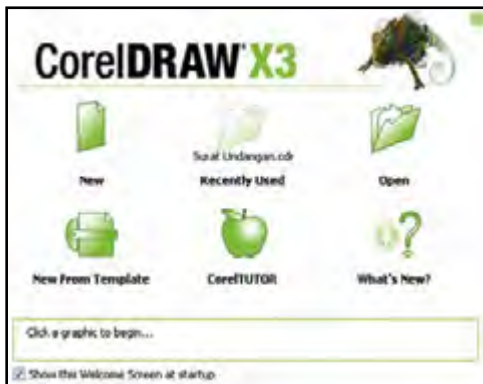 CorelDRAW X3
Surat Undangan.cdr
New
Recently Used
Open
New From Template
CorelTUTOR
What's New?
Click a graphic to begin...
Show this Welcome Screen at startup